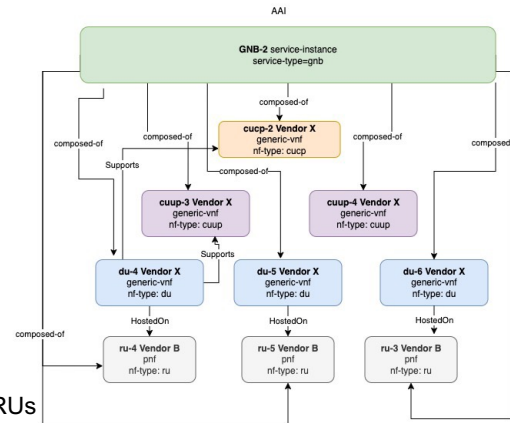 AAI
GNB-2 service-instance
service-type=gnb
composed-of
cucp-2 Vendor X
generic-vnf
nf-type: cucp
composed-of
composed-of
composed-of
composed
Supports
composed-of
cuup-3 Vendor X
generic-vnf
nf-type: cuup
cuup-4 Vendor X
generic-vnf
nf-type: cuup
Supports
du-4 Vendor X
generic-vnf
nf-type: du
du-5 Vendor X
generic-vnf
nf-type: du
du-6 Vendor X
generic-vnf
nf-type: du
HostedOn
HostedOn
HostedOn
composed-of
ru-4 Vendor B
pnf
nf-type: ru
ru-5 Vendor B
pnf
nf-type: ru
ru-3 Vendor B
pnf
nf-type: ru
RUs